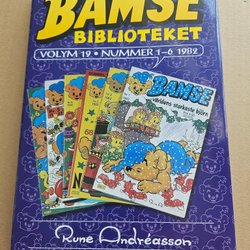 BAMSE
BIBLIOTEKET
VOLYM 19 • NUMMER 1–6 1982
BAMSE
världens starkaste björn
Rune Andréasson